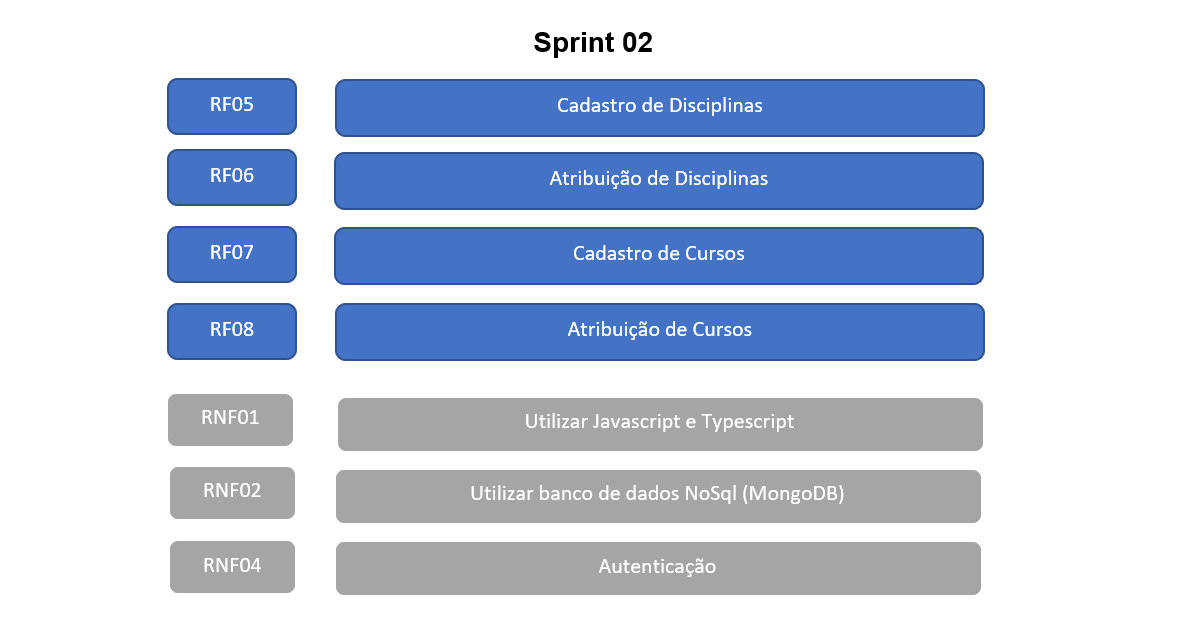 Sprint 02
RF05 Cadastro de Disciplinas
RF06 Atribuição de Disciplinas
RF07 Cadastro de Cursos
RF08 Atribuição de Cursos
RNF01 Utilizar Javascript e Typescript
RNF02 Utilizar banco de dados NoSql (MongoDB)
RNF04 Autenticação